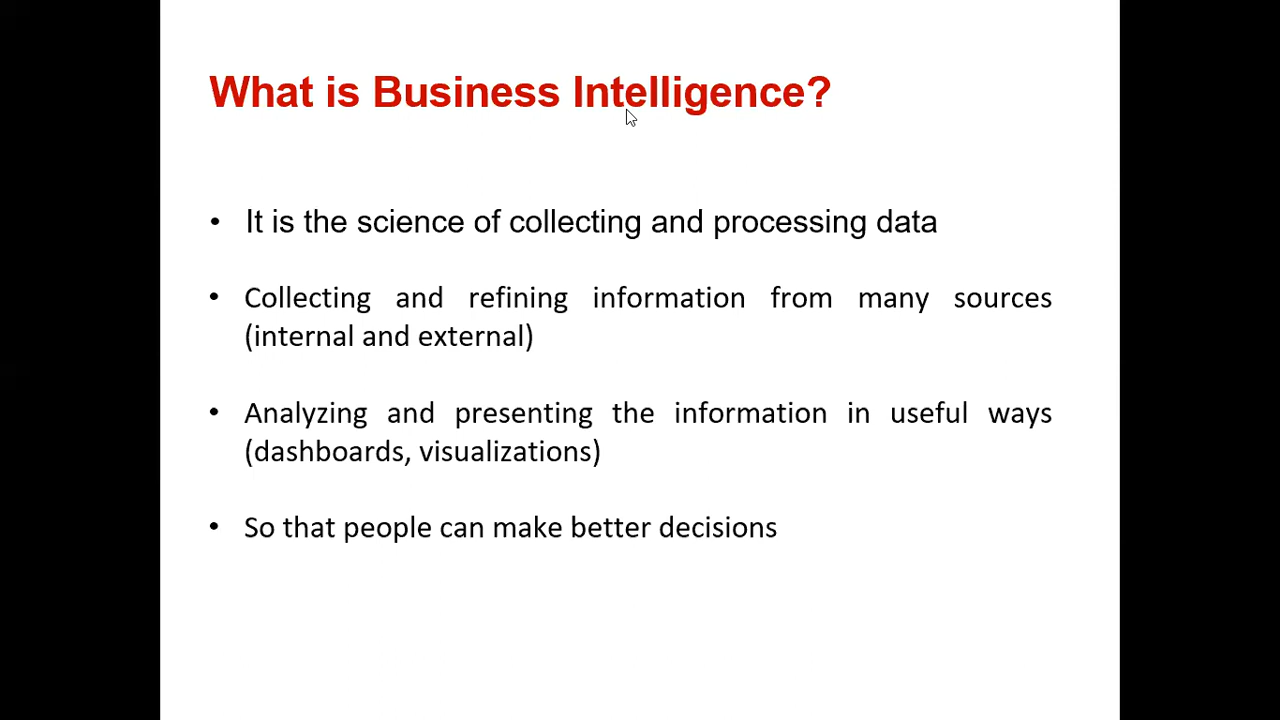 What is Business Intelligence?
• It is the science of collecting and processing data
• Collecting and refining information from many sources
(internal and external)
• Analyzing and presenting the information in useful ways
(dashboards, visualizations)
• So that people can make better decisions